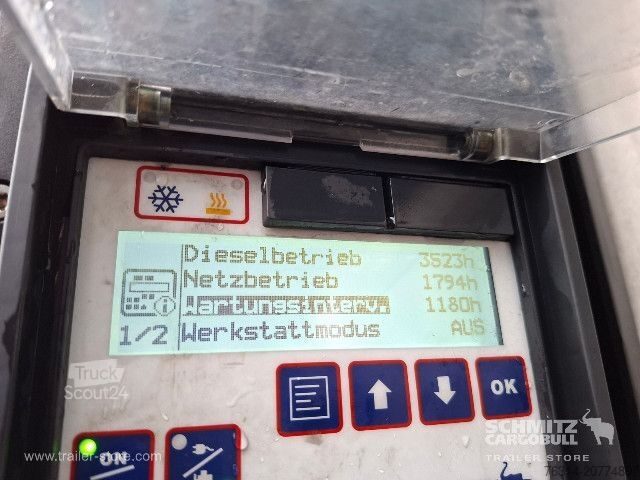 Dieselbetrieb 3523h
Netzbetrieb 1794h
Wartungsinterv. 1180h
1/2 Werkstattmodus AUS
OK
ON
Truck
Scout24
www.trailer-store.com
SCHMITZ
CARGOBULL
TRAILER STORE